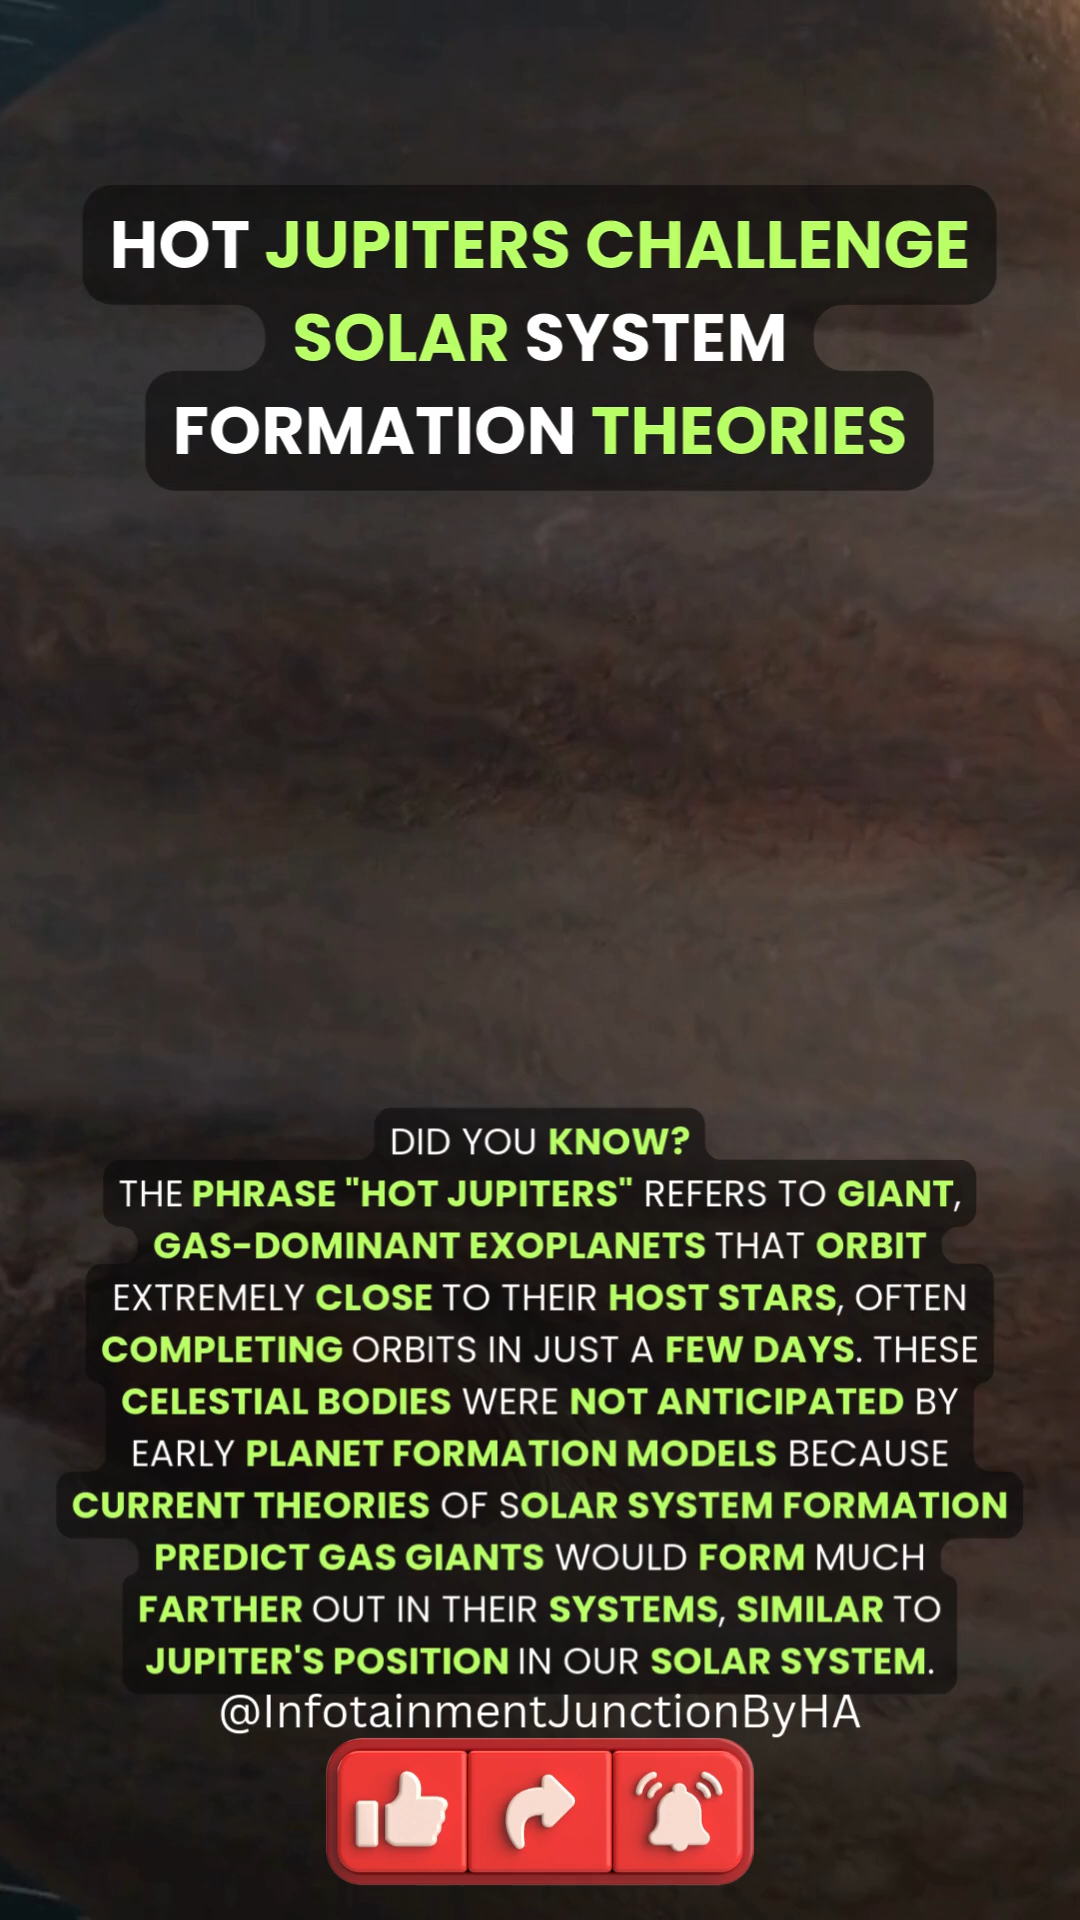 HOT JUPITERS CHALLENGE
SOLAR SYSTEM
FORMATION THEORIES
DID YOU KNOW?
THE PHRASE "HOT JUPITERS" REFERS TO GIANT,
GAS-DOMINANT EXOPLANETS THAT ORBIT
EXTREMELY CLOSE TO THEIR HOST STARS, OFTEN
COMPLETING ORBITS IN JUST A FEW DAYS. THESE
CELESTIAL BODIES WERE NOT ANTICIPATED BY
EARLY PLANET FORMATION MODELS BECAUSE
CURRENT THEORIES OF SOLAR SYSTEM FORMATION
PREDICT GAS GIANTS WOULD FORM MUCH
FARTHER OUT IN THEIR SYSTEMS, SIMILAR TO
JUPITER'S POSITION IN OUR SOLAR SYSTEM.
@InfotainmentJunctionByHA